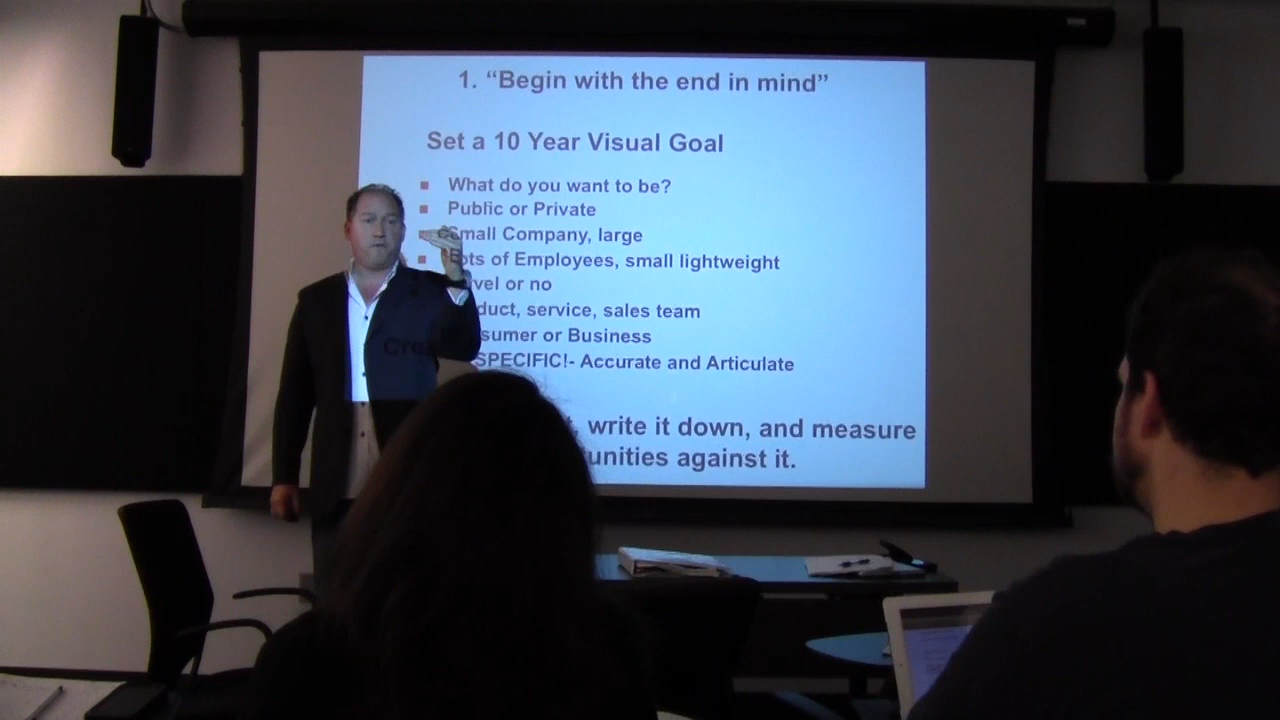 1. “Begin with the end in mind”
Set a 10 Year Visual Goal
What do you want to be?
Public or Private
Small Company, large
Lots of Employees, small lightweight
vel or no
duct, service, sales team
sumer or Business
SPECIFIC!- Accurate and Articulate
, write it down, and measure
unities against it.